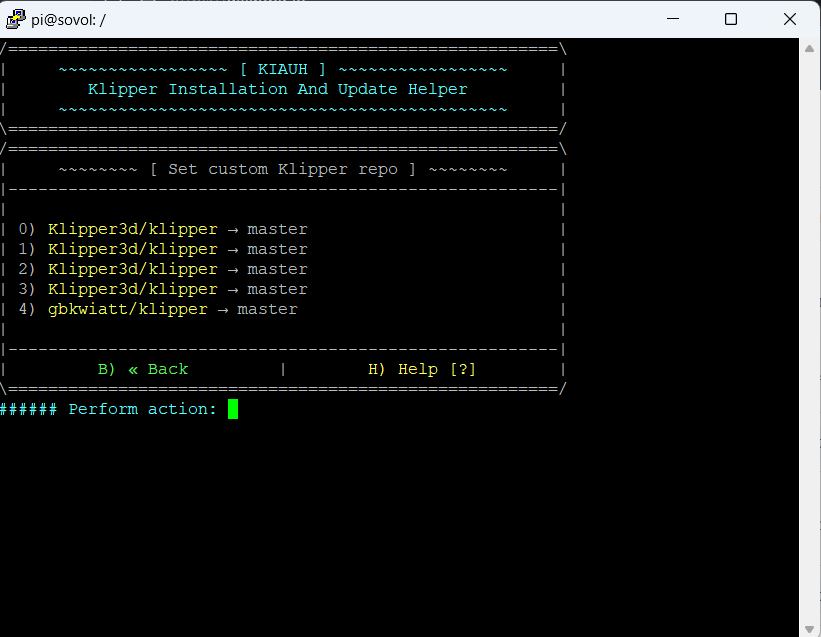 pi@sovol: /
/=======================================================\
| ~~~~~~~~~~~~~~~~~ [ KIAUH ] ~~~~~~~~~~~~~~~~~ |
| Klipper Installation And Update Helper |
| ~~~~~~~~~~~~~~~~~~~~~~~~~~~~~~~~~~~~~~~~~~~~~ |
\=======================================================/
/=======================================================\
| ~~~~~~~~ [ Set custom Klipper repo ] ~~~~~~~~ |
|-------------------------------------------------------|
| |
| 0) Klipper3d/klipper → master |
| 1) Klipper3d/klipper → master |
| 2) Klipper3d/klipper → master |
| 3) Klipper3d/klipper → master |
| 4) gbkwiatt/klipper → master |
| |
|-------------------------------------------------------|
| B) « Back | H) Help [?] |
\=======================================================/
###### Perform action: